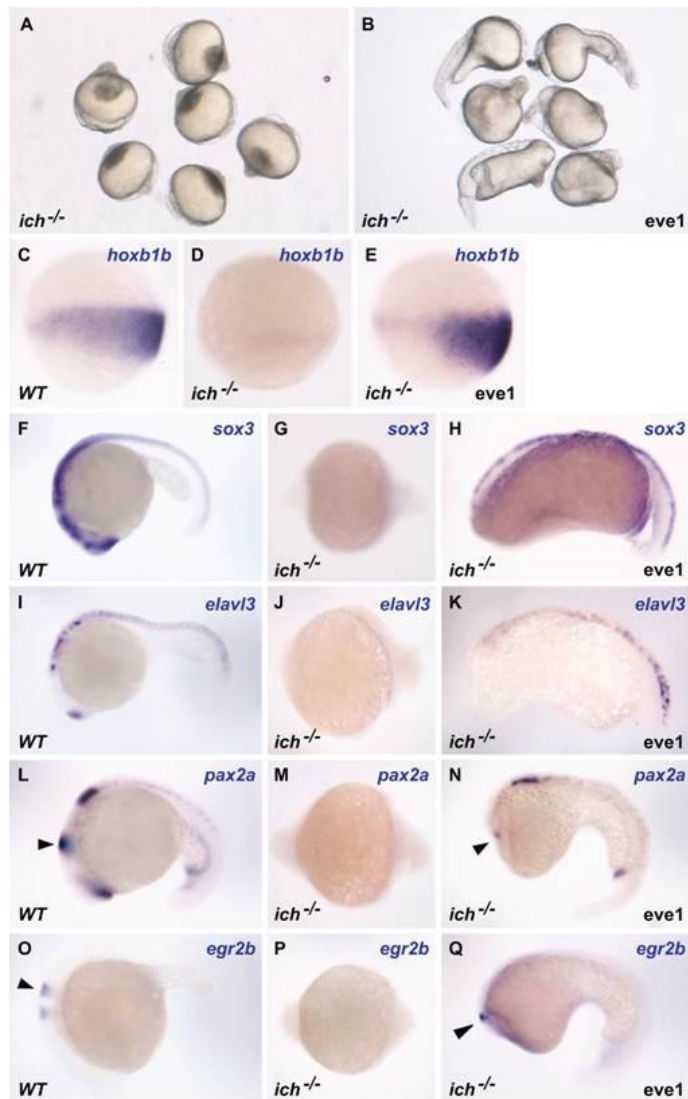 A
ich-/-
B
ich-/-
eve1
C
hoxb1b
WT
D
hoxb1b
ich-/-
E
hoxb1b
ich-/-
eve1
F
sox3
WT
G
sox3
ich-/-
H
sox3
ich-/-
eve1
I
elavl3
WT
J
elavl3
ich-/-
K
elavl3
ich-/-
eve1
L
pax2a
WT
M
pax2a
ich-/-
N
pax2a
ich-/-
eve1
O
egr2b
WT
P
egr2b
ich-/-
Q
egr2b
ich-/-
eve1